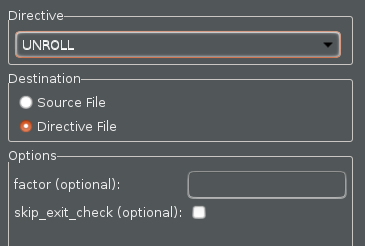 Directive
UNROLL
Destination
Source File
Directive File
Options
factor (optional):
skip_exit_check (optional):